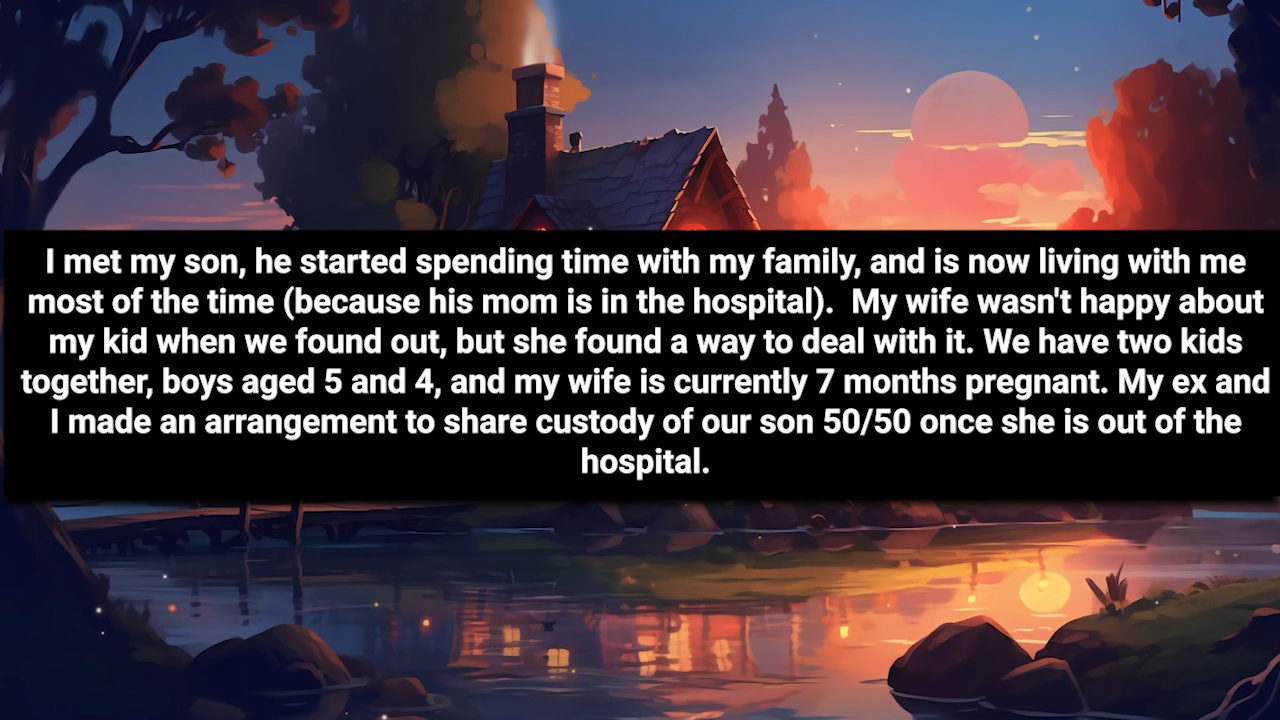 I met my son, he started spending time with my family, and is now living with me
most of the time (because his mom is in the hospital).  My wife wasn't happy about
my kid when we found out, but she found a way to deal with it. We have two kids
together, boys aged 5 and 4, and my wife is currently 7 months pregnant. My ex and
I made an arrangement to share custody of our son 50/50 once she is out of the
hospital.